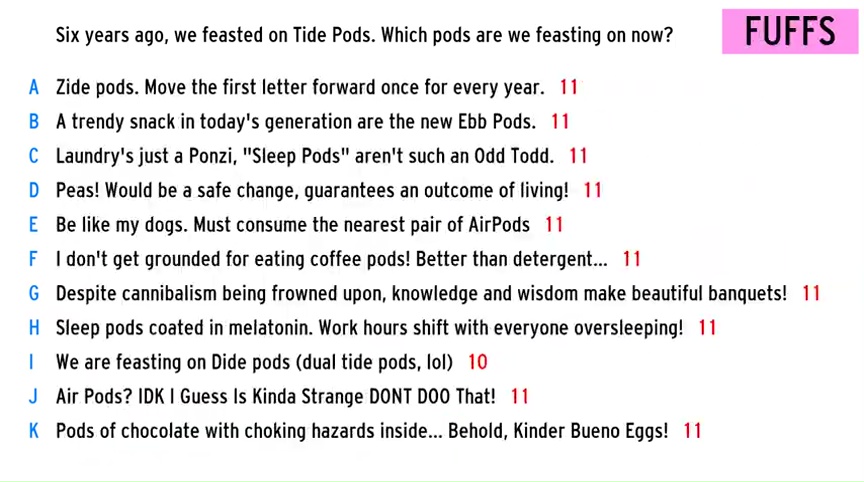 Six years ago, we feasted on Tide Pods. Which pods are we feasting on now?
FUFFS
A Zide pods. Move the first letter forward once for every year. 11
B A trendy snack in today's generation are the new Ebb Pods. 11
C Laundry's just a Ponzi, "Sleep Pods" aren't such an Odd Todd. 11
D Peas! Would be a safe change, guarantees an outcome of living! 11
E Be like my dogs. Must consume the nearest pair of AirPods 11
F I don't get grounded for eating coffee pods! Better than detergent... 11
G Despite cannibalism being frowned upon, knowledge and wisdom make beautiful banquets! 11
H Sleep pods coated in melatonin. Work hours shift with everyone oversleeping! 11
I We are feasting on Dide pods (dual tide pods, lol) 10
J Air Pods? IDK I Guess Is Kinda Strange DONT DOO That! 11
K Pods of chocolate with choking hazards inside... Behold, Kinder Bueno Eggs! 11